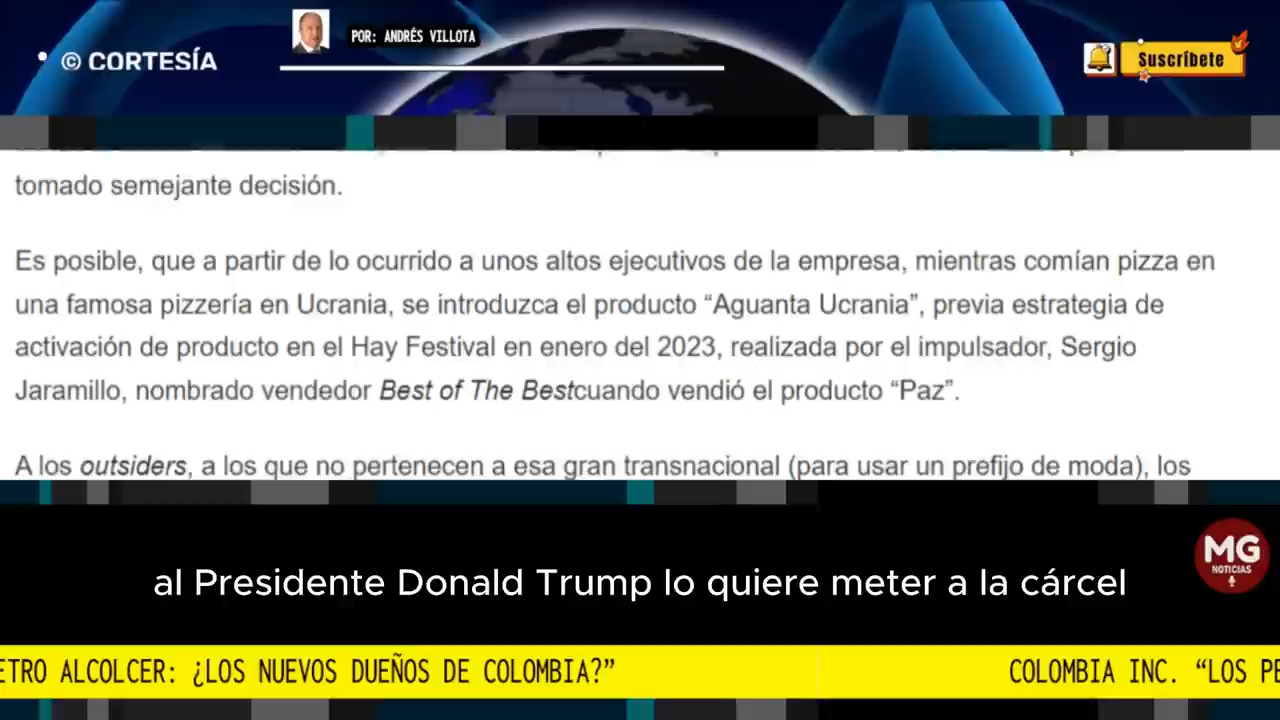 POR: ANDRÉS VILLOTA
© CORTESÍA
Suscríbete
tomado semejante decisión.
Es posible, que a partir de lo ocurrido a unos altos ejecutivos de la empresa, mientras comían pizza en
una famosa pizzería en Ucrania, se introduzca el producto “Aguanta Ucrania”, previa estrategia de
activación de producto en el Hay Festival en enero del 2023, realizada por el impulsador, Sergio
Jaramillo, nombrado vendedor Best of The Bestcuando vendió el producto “Paz”.
A los outsiders, a los que no pertenecen a esa gran transnacional (para usar un prefijo de moda), los
MG
NOTICIAS
al Presidente Donald Trump lo quiere meter a la cárcel
ETRO ALCOLCER: ¿LOS NUEVOS DUEÑOS DE COLOMBIA?” COLOMBIA INC. “LOS PE